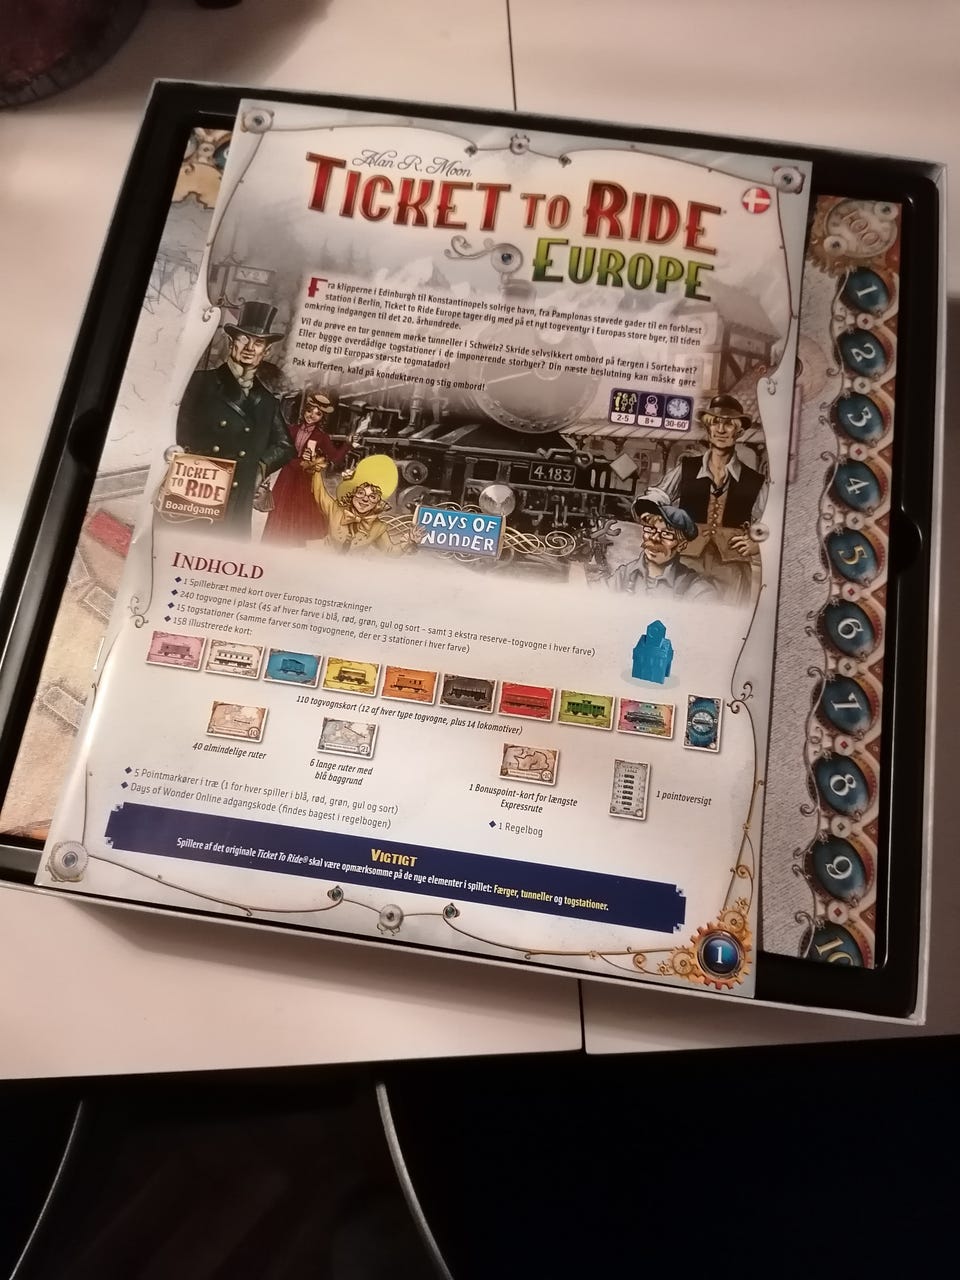 Alan R. Moon
TICKET TO RIDE
EUROPE
Fra klipperne i Edinburgh til Konstantinopels solrige havn, fra Pamplonas støvede gader til en forblæst
station i Berlin, Ticket to Ride Europe tager dig med på et nyt togeventyr i Europas store byer, til tiden
omkring indgangen til det 20. århundrede.
Vil du prøve en tur gennem mørke tunneller i Schweiz? Skride selvsikkert ombord på færgen i Sortehavet?
Eller bygge overdådige togstationer i de imponerende storbyer? Din næste beslutning kan måske gøre
netop dig til Europas største togmatador!
Pak kufferten, kald på konduktøren og stig ombord!
2-5
8+
30-60'
4.183
TICKET
TO
RIDE
Boardgame
DAYS OF
WONDER
INDHOLD
1 Spillebræt med kort over Europas togstrækninger
240 togvogne i plast (45 af hver farve i blå, rød, grøn, gul og sort – samt 3 ekstra reserve-togvogne i hver farve)
15 togstationer (samme farver som togvognene, der er 3 stationer i hver farve)
158 illustrerede kort:
110 togvognskort (12 af hver type togvogne, plus 14 lokomotiver)
40 almindelige ruter
6 lange ruter med
blå baggrund
1 Bonuspoint-kort for længste
Expressrute
1 pointoversigt
5 Pointmarkører i træ (1 for hver spiller i blå, rød, grøn, gul og sort)
Days of Wonder Online adgangskode (findes bagest i regelbogen)
1 Regelbog
VIGTIGT
Spillere af det originale Ticket To Ride® skal være opmærksomme på de nye elementer i spillet: Færger, tunneller og togstationer.
1
100
1
2
3
4
5
6
7
8
9
10